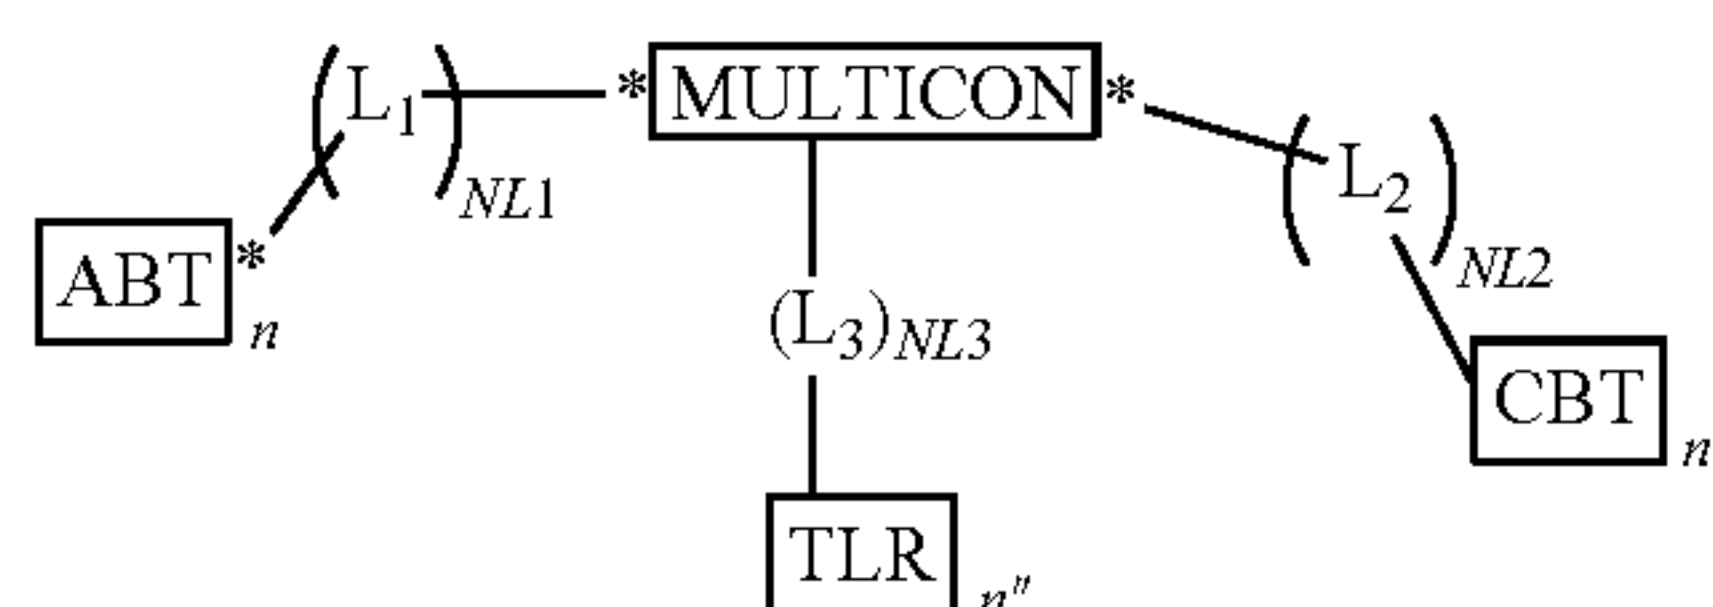 (L₁)NL1 * MULTICON * (L₂)NL2
ABT * n
(L₃)NL3
CBT n
TLR n″